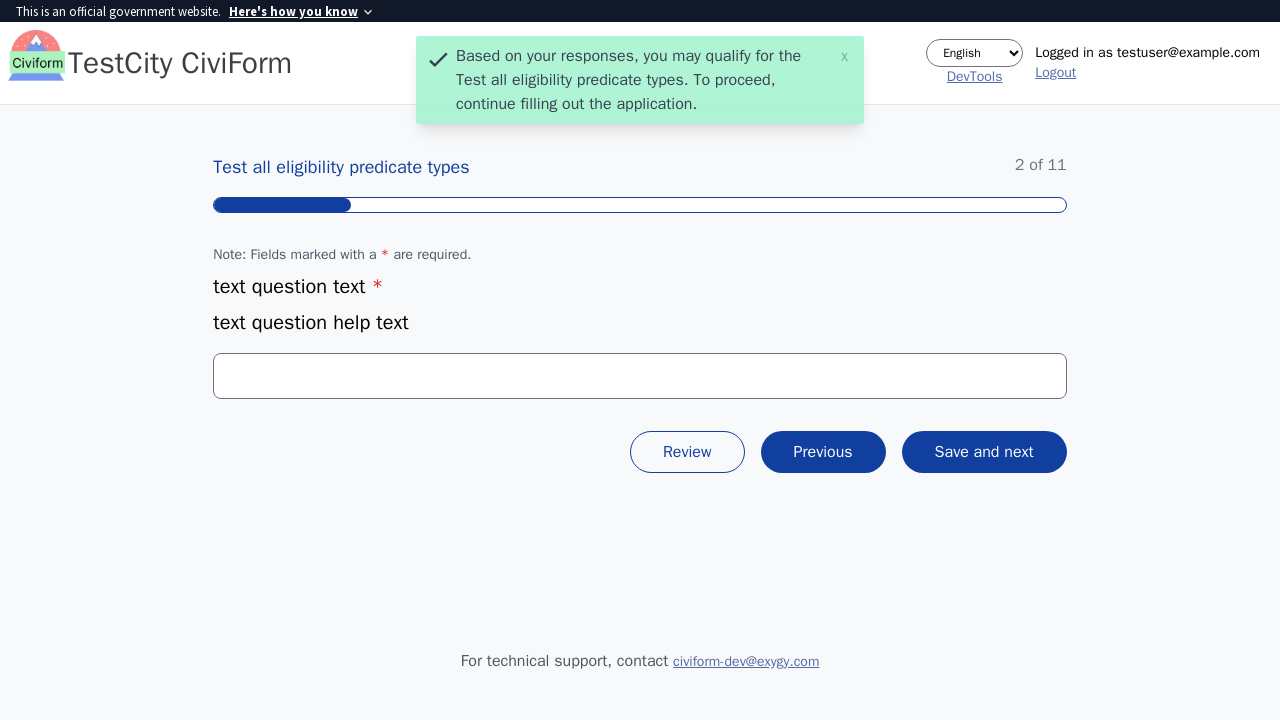 This is an official government website. Here's how you know
Civiform
TestCity CiviForm
Based on your responses, you may qualify for the
Test all eligibility predicate types. To proceed,
continue filling out the application.
x
English
DevTools
Logged in as testuser@example.com
Logout
Test all eligibility predicate types
2 of 11
Note: Fields marked with a * are required.
text question text *
text question help text
Review
Previous
Save and next
For technical support, contact civiform-dev@exygy.com